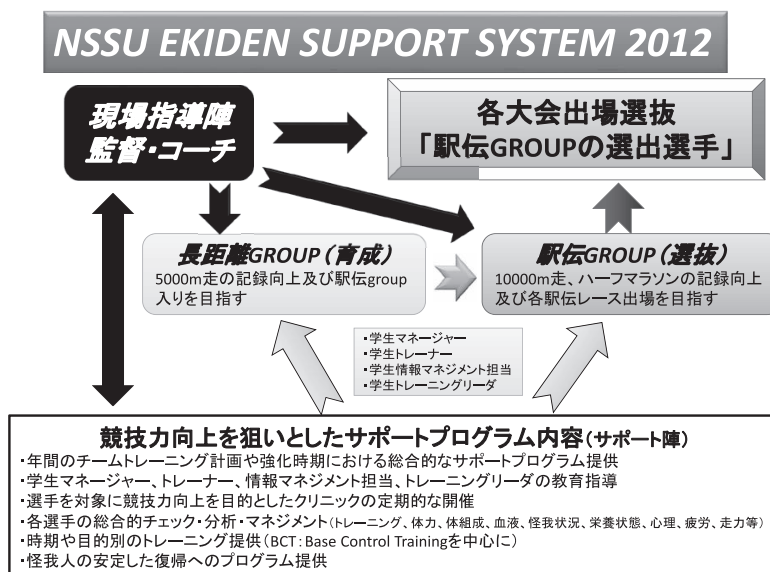 NSSU EKIDEN SUPPORT SYSTEM 2012
現場指導陣
監督・コーチ
各大会出場選抜
「駅伝GROUPの選出選手」
長距離GROUP（育成）
5000m走の記録向上及び駅伝group
入りを目指す
駅伝GROUP（選抜）
10000m走、ハーフマラソンの記録向上
及び各駅伝レース出場を目指す
・学生マネージャー
・学生トレーナー
・学生情報マネジメント担当
・学生トレーニングリーダ
競技力向上を狙いとしたサポートプログラム内容（サポート陣）
・年間のチームトレーニング計画や強化時期における総合的なサポートプログラム提供
・学生マネージャー、トレーナー、情報マネジメント担当、トレーニングリーダの教育指導
・選手を対象に競技力向上を目的としたクリニックの定期的な開催
・各選手の総合的チェック・分析・マネジメント（トレーニング、体力、体組成、血液、怪我状況、栄養状態、心理、疲労、走力等）
・時期や目的別のトレーニング提供（BCT：Base Control Trainingを中心に）
・怪我人の安定した復帰へのプログラム提供